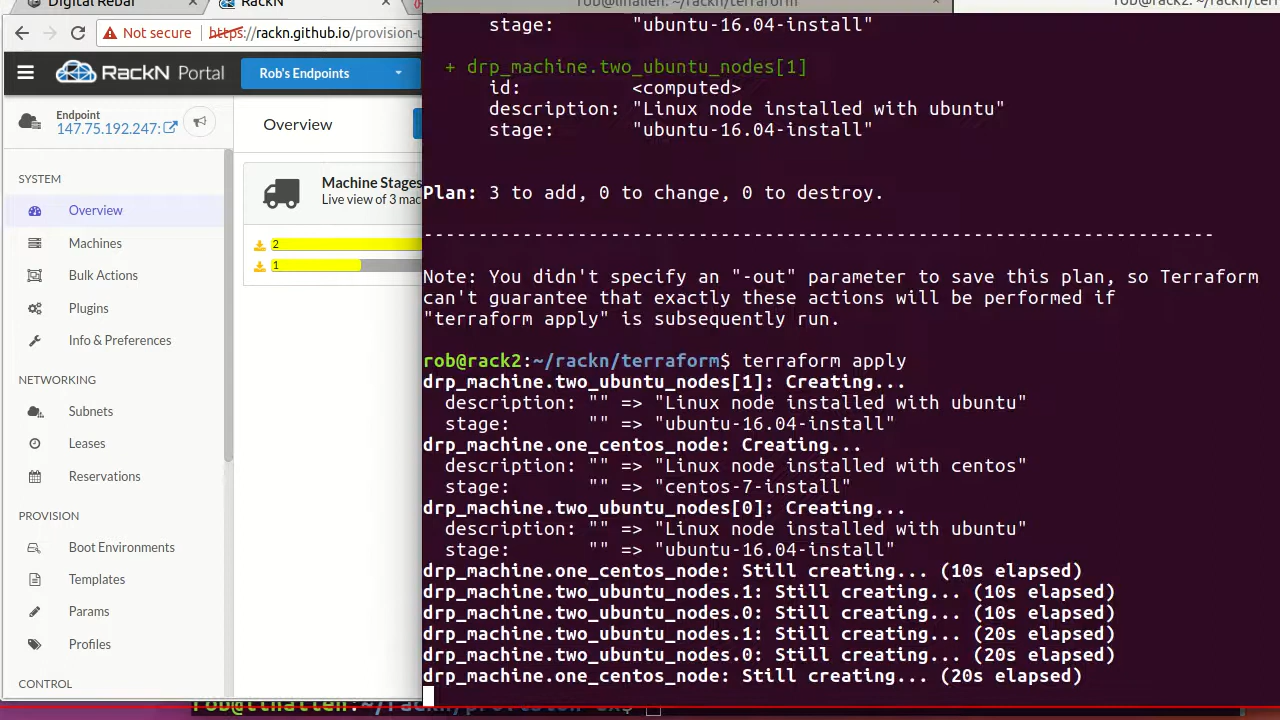 Digital Rebar
RackN
rob@linallen: ~/rackn/terraform
rob@rack2: ~/rackn/terr
Not secure
https://rackn.github.io/provision-u
RackN Portal
Rob's Endpoints
Endpoint
147.75.192.247:
Overview
SYSTEM
Overview
Machines
Bulk Actions
Plugins
Info & Preferences
NETWORKING
Subnets
Leases
Reservations
PROVISION
Boot Environments
Templates
Params
Profiles
CONTROL
Machine Stages
Live view of 3 mac
2
1
stage: "ubuntu-16.04-install"
+ drp_machine.two_ubuntu_nodes[1]
id: <computed>
description: "Linux node installed with ubuntu"
stage: "ubuntu-16.04-install"
Plan: 3 to add, 0 to change, 0 to destroy.
------------------------------------------------------------------------
Note: You didn't specify an "-out" parameter to save this plan, so Terraform
can't guarantee that exactly these actions will be performed if
"terraform apply" is subsequently run.
rob@rack2:~/rackn/terraform$ terraform apply
drp_machine.two_ubuntu_nodes[1]: Creating...
description: "" => "Linux node installed with ubuntu"
stage: "" => "ubuntu-16.04-install"
drp_machine.one_centos_node: Creating...
description: "" => "Linux node installed with centos"
stage: "" => "centos-7-install"
drp_machine.two_ubuntu_nodes[0]: Creating...
description: "" => "Linux node installed with ubuntu"
stage: "" => "ubuntu-16.04-install"
drp_machine.one_centos_node: Still creating... (10s elapsed)
drp_machine.two_ubuntu_nodes.1: Still creating... (10s elapsed)
drp_machine.two_ubuntu_nodes.0: Still creating... (10s elapsed)
drp_machine.two_ubuntu_nodes.1: Still creating... (20s elapsed)
drp_machine.two_ubuntu_nodes.0: Still creating... (20s elapsed)
drp_machine.one_centos_node: Still creating... (20s elapsed)